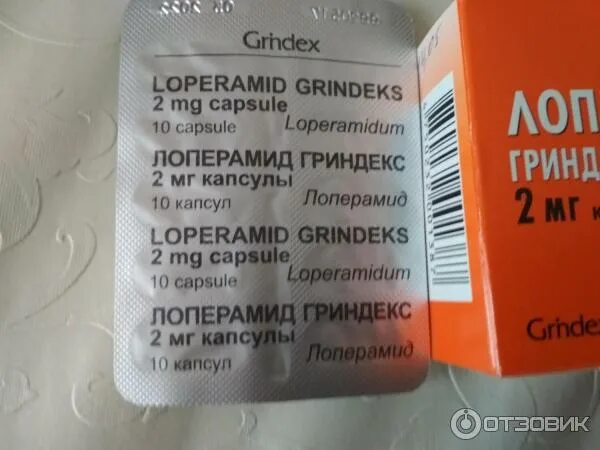 Grindex
LOPERAMID GRINDEKS
2 mg capsule
10 capsule Loperamidum
ЛОПЕРАМИД ГРИНДЕКС
2 мг капсулы
10 капсул Лоперамид
LOPERAMID GRINDEKS
2 mg capsule
10 capsule Loperamidum
ЛОПЕРАМИД ГРИНДЕКС
2 мг капсулы
10 капсул Лоперамид
ЛОП
ГРИНД
2 мг к
Grindex
ОТЗОВИК